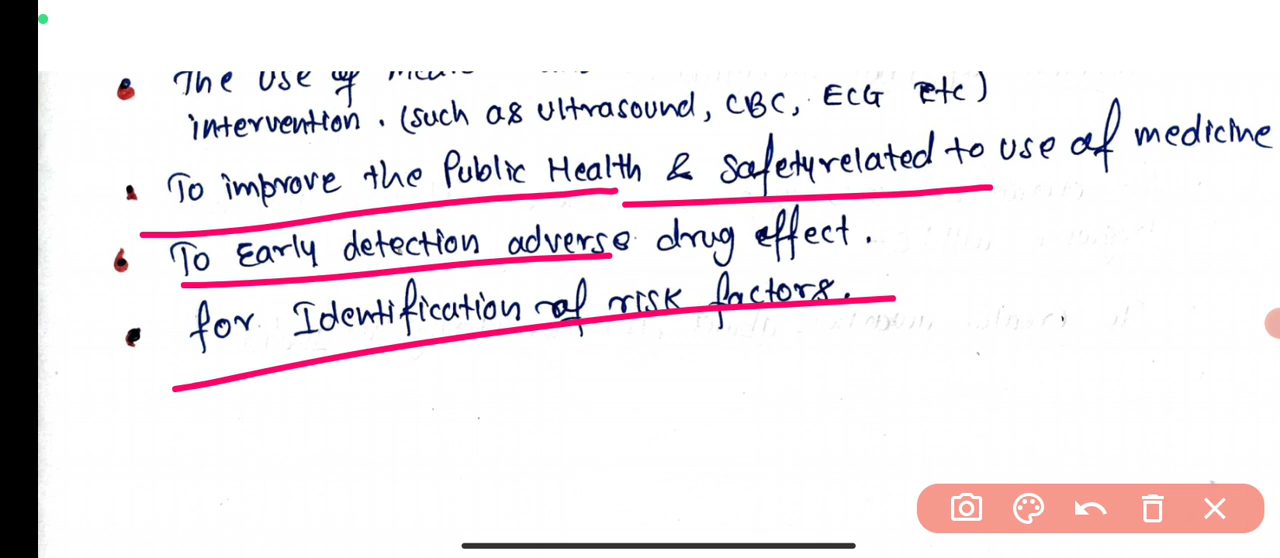 The use of
intervention. (such as ultrasound, CBC, ECG etc)
To improve the Public Health & Safety related to use of medicine
To Early detection adverse drug effect.
for Identification of risk factors.